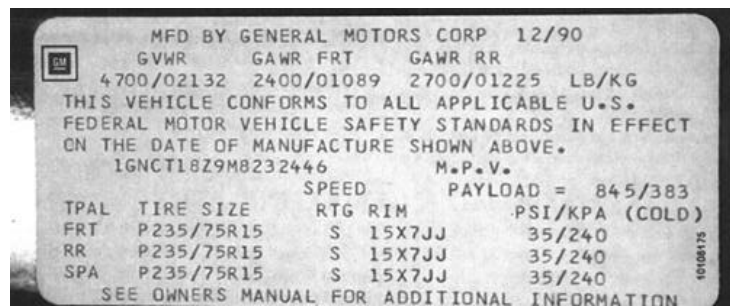 MFD BY GENERAL MOTORS CORP 12/90
GM
GVWR GAWR FRT GAWR RR
4700/02132 2400/01089 2700/01225 LB/KG
THIS VEHICLE CONFORMS TO ALL APPLICABLE U.S.
FEDERAL MOTOR VEHICLE SAFETY STANDARDS IN EFFECT
ON THE DATE OF MANUFACTURE SHOWN ABOVE.
1GNCT18Z9M8232446 M.P.V.
SPEED PAYLOAD = 845/383
TPAL TIRE SIZE RTG RIM PSI/KPA (COLD)
FRT P235/75R15 S 15X7JJ 35/240
RR P235/75R15 S 15X7JJ 35/240
SPA P235/75R15 S 15X7JJ 35/240
SEE OWNERS MANUAL FOR ADDITIONAL INFORMATION
10108175